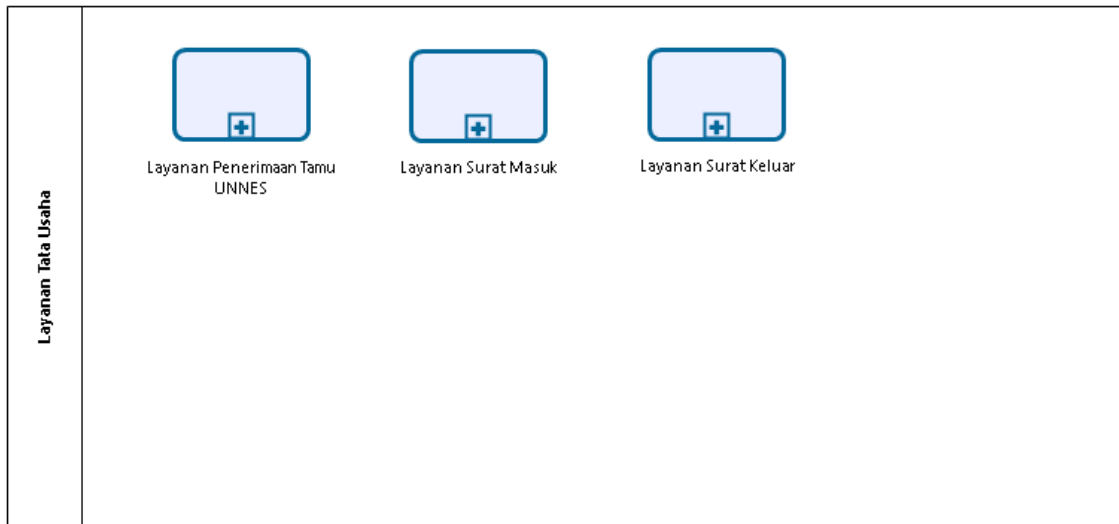 Layanan Tata Usaha
Layanan Penerimaan Tamu
UNNES
Layanan Surat Masuk
Layanan Surat Keluar